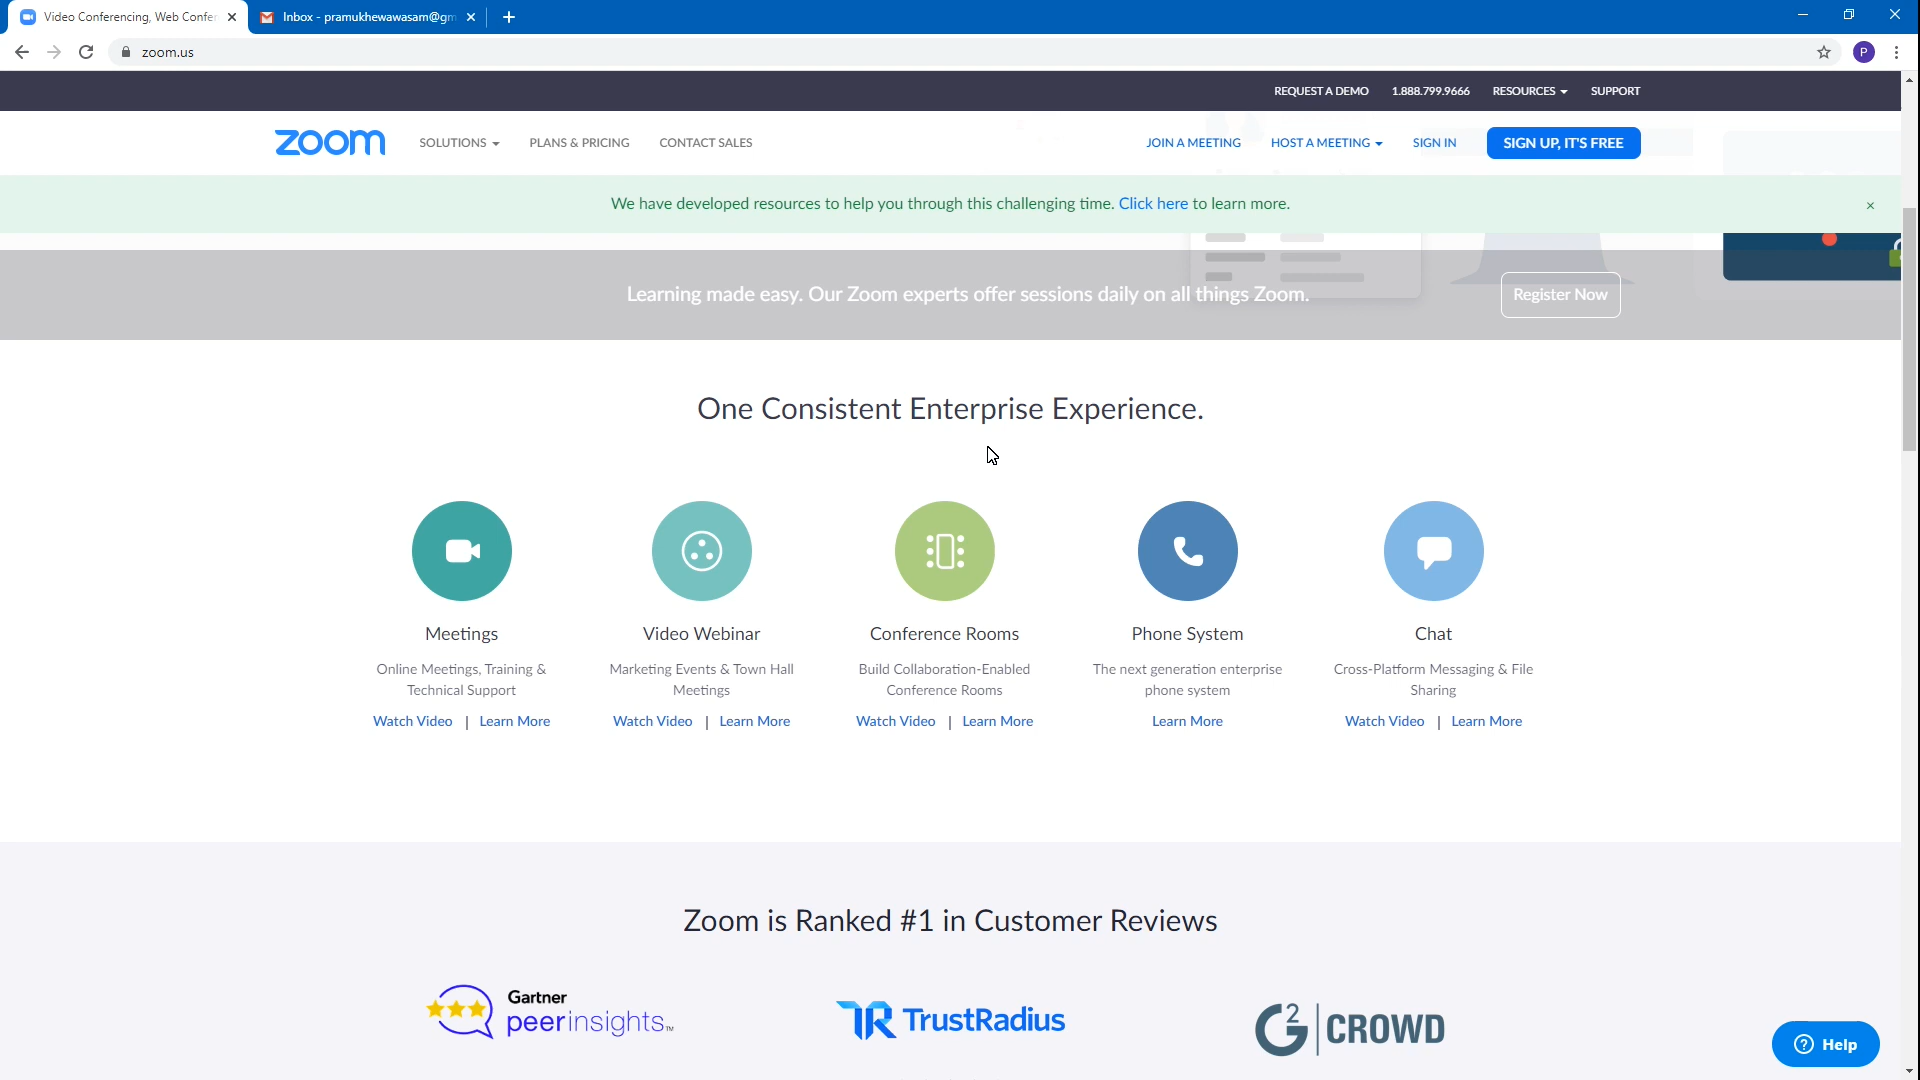 Video Conferencing, Web Confer
Inbox - pramukhewawasam@gm
zoom.us
P
REQUEST A DEMO 1.888.799.9666 RESOURCES SUPPORT
zoom SOLUTIONS PLANS & PRICING CONTACT SALES JOIN A MEETING HOST A MEETING SIGN IN SIGN UP, IT'S FREE
We have developed resources to help you through this challenging time. Click here to learn more.
Learning made easy. Our Zoom experts offer sessions daily on all things Zoom. Register Now
One Consistent Enterprise Experience.
Meetings
Online Meetings, Training &
Technical Support
Watch Video | Learn More
Video Webinar
Marketing Events & Town Hall
Meetings
Watch Video | Learn More
Conference Rooms
Build Collaboration-Enabled
Conference Rooms
Watch Video | Learn More
Phone System
The next generation enterprise
phone system
Learn More
Chat
Cross-Platform Messaging & File
Sharing
Watch Video | Learn More
Zoom is Ranked #1 in Customer Reviews
Gartner
peerinsights™
TR TrustRadius
G2 | CROWD
Help